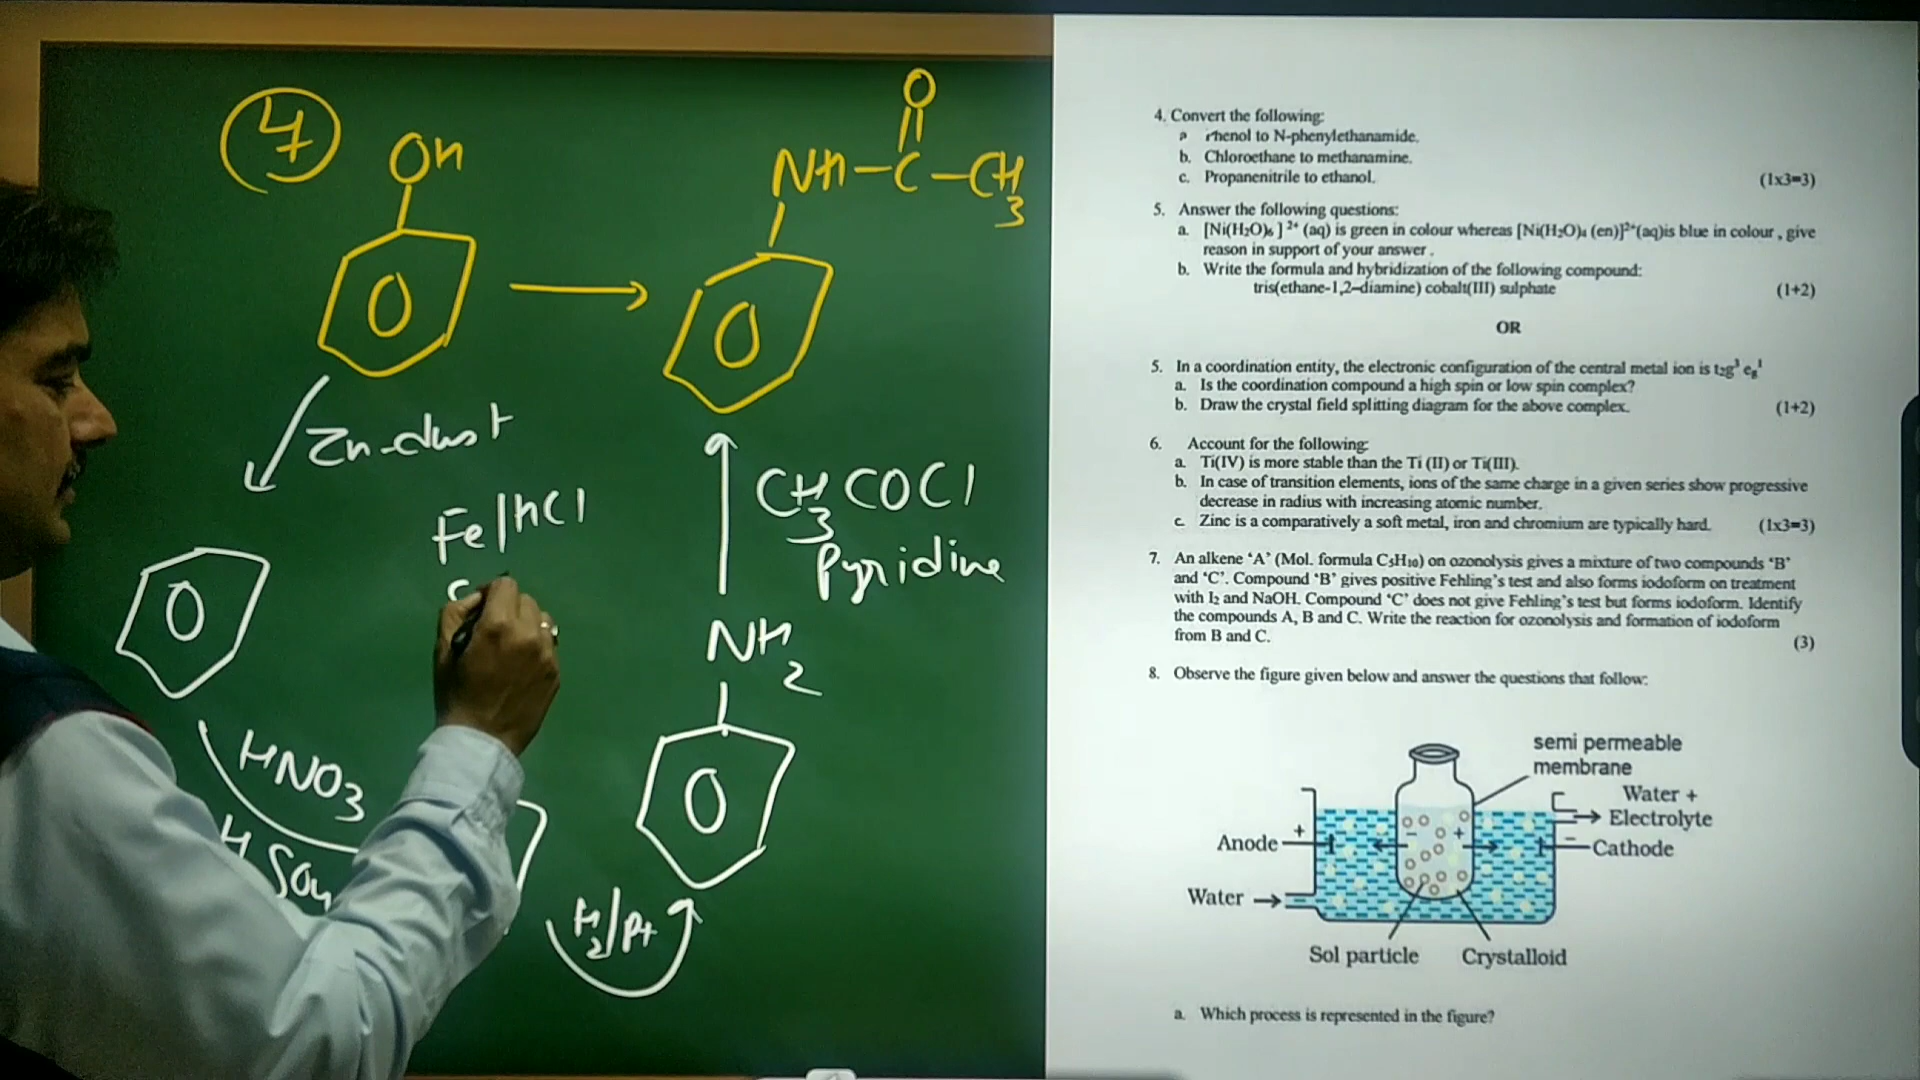 4
OH
O
NH-C-CH3
Zn-dust
Fe/HCl
CH3COCl
Pyridine
NH2
HNO3
H SO4
H2/Pt
4. Convert the following:
a henol to N-phenylethanamide.
b. Chloroethane to methanamine.
c. Propanenitrile to ethanol. (1x3=3)
5. Answer the following questions:
a. [Ni(H2O)6 ] 2+ (aq) is green in colour whereas [Ni(H2O)4 (en)]2+(aq)is blue in colour , give
reason in support of your answer .
b. Write the formula and hybridization of the following compound:
tris(ethane-1,2–diamine) cobalt(III) sulphate (1+2)
OR
5. In a coordination entity, the electronic configuration of the central metal ion is t2g3 eg1
a. Is the coordination compound a high spin or low spin complex?
b. Draw the crystal field splitting diagram for the above complex. (1+2)
6. Account for the following:
a. Ti(IV) is more stable than the Ti (II) or Ti(III).
b. In case of transition elements, ions of the same charge in a given series show progressive
decrease in radius with increasing atomic number.
c. Zinc is a comparatively a soft metal, iron and chromium are typically hard. (1x3=3)
7. An alkene ‘A’ (Mol. formula C5H10) on ozonolysis gives a mixture of two compounds ‘B’
and ‘C’. Compound ‘B’ gives positive Fehling’s test and also forms iodoform on treatment
with I2 and NaOH. Compound ‘C’ does not give Fehling’s test but forms iodoform. Identify
the compounds A, B and C. Write the reaction for ozonolysis and formation of iodoform
from B and C. (3)
8. Observe the figure given below and answer the questions that follow:
semi permeable
membrane
Water +
Electrolyte
Anode
Cathode
Water
Sol particle Crystalloid
a. Which process is represented in the figure?